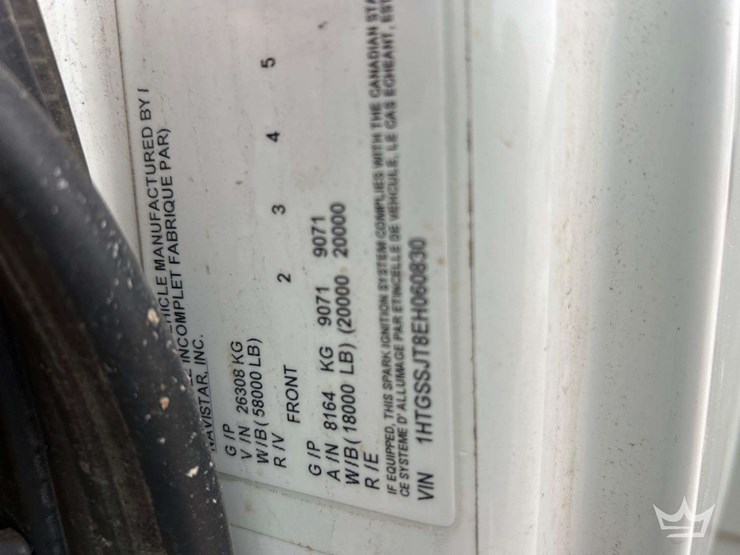 HICLE MANUFACTURED BY I
INCOMPLET FABRIQUE PAR)
NAVISTAR, INC.
G /P
V /N 26308 KG
W/B( 58000 LB)
R /V FRONT 2 3 4 5
G /P
A /N 8164 KG 9071 9071
W/B( 18000 LB) (20000 20000
R /E
IF EQUIPPED, THIS SPARK IGNITION SYSTEM COMPLIES WITH THE CANADIAN STA
CE SYSTEME D' ALLUMAGE PAR ETINCELLE DE VEHICULE, LE CAS ECHEANT, EST
VIN 1HTGSSJT8EH060830